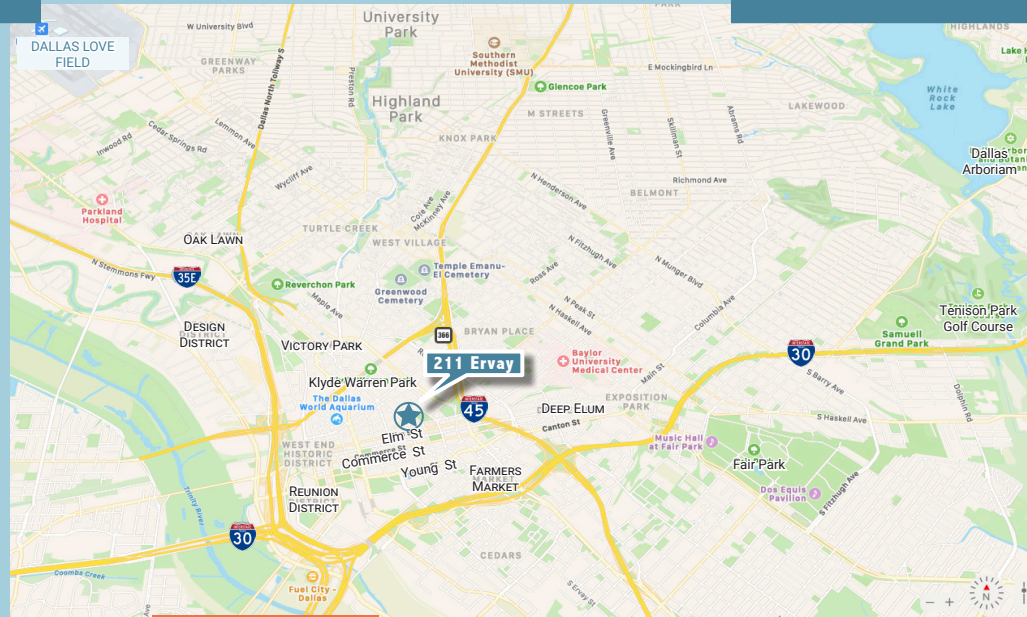 W University Blvd
University
Park
PARK
HIGHLANDS
DALLAS LOVE
FIELD
GREENWAY
PARKS
Dallas North Tollway S
Preston Rd
Southern
Methodist
University (SMU)
E Mockingbird Ln
Lake H
Glencoe Park
White
Rock
Lake
Highland
Park
M STREETS
LAKEWOOD
Greenville Ave
Skillman St
Abrams Rd
Inwood Rd
Cedar Springs Rd
Lemmon Ave
KNOX PARK
Dallas
Arboriam
Wycliff Ave
Richmond Ave
N Henderson Ave
BELMONT
Cole Ave
McKinney Ave
Parkland
Hospital
TURTLE CREEK
OAK LAWN
WEST VILLAGE
N Fitzhugh Ave
N Munger Blvd
N Stemmons Fwy
35E
Temple Emanu-
El Cemetery
Ross Ave
Reverchon Park
Greenwood
Cemetery
Maple Ave
N Peak St
N Haskell Ave
Columbia Ave
Tenison Park
Golf Course
DESIGN
DISTRICT
366
BRYAN PLACE
Samuell
Grand Park
VICTORY PARK
30
211 Ervay
Baylor
University
Medical Center
Main St
S Barry Ave
Klyde Warren Park
Dolphin Rd
The Dallas
World Aquarium
45
DEEP ELUM
EXPOSITION
PARK
S Haskell Ave
Canton St
Elm St
Commerce St
Commerce St
Young St
WEST END
HISTORIC
DISTRICT
Music Hall
at Fair Park
Fair Park
FARMERS
MARKET
REUNION
DISTRICT
Dos Equis
Pavilion
S Fitzhugh Ave
Trinity River
30
CEDARS
Coombs Creek
Fuel City -
Dallas
S Ervay St
Ave
N